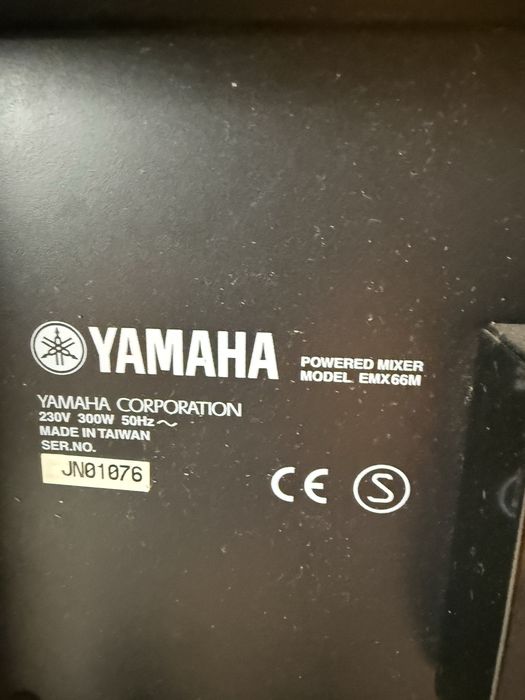 YAMAHA
POWERED MIXER
MODEL EMX66M
YAMAHA CORPORATION
230V 300W 50Hz ~
MADE IN TAIWAN
SER.NO.
JN01076
CE S